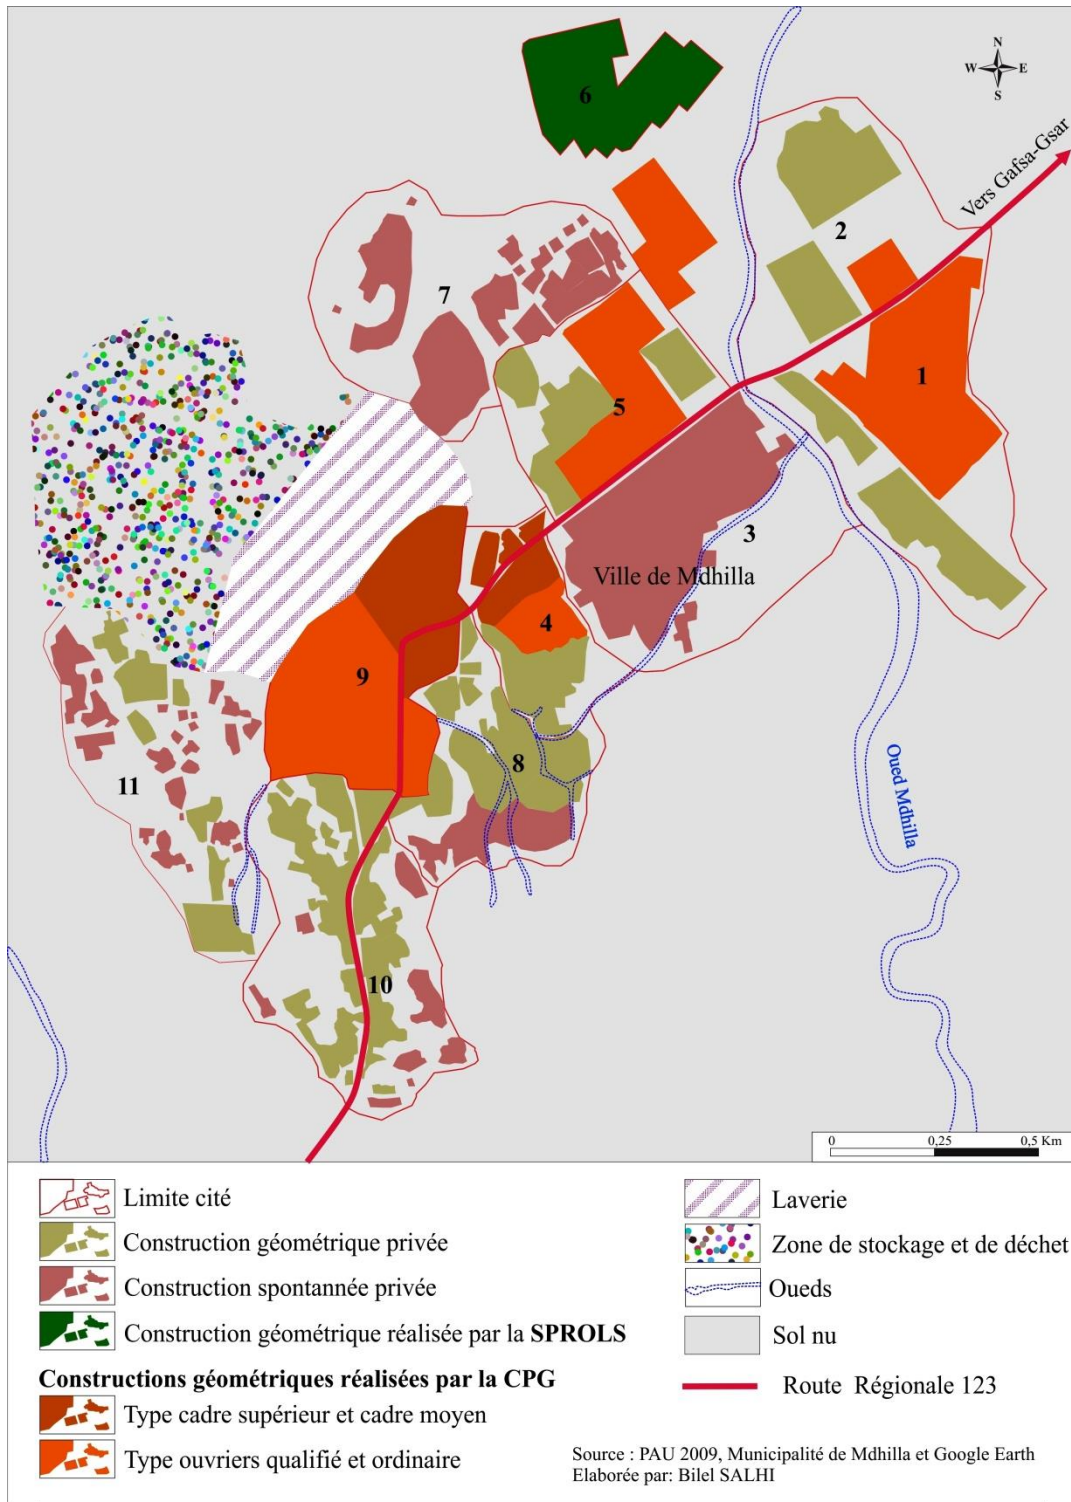 N
W E
S
6
Vers Gafsa-Gsar
2
7
1
5
3
Ville de Mdhilla
4
9
8
11
Oued Mdhilla
10
0 0,25 0,5 Km
Limite cité
Construction géométrique privée
Construction spontannée privée
Construction géométrique réalisée par la SPROLS
Constructions géométriques réalisées par la CPG
Type cadre supérieur et cadre moyen
Type ouvriers qualifié et ordinaire
Laverie
Zone de stockage et de déchet
Oueds
Sol nu
Route Régionale 123
Source : PAU 2009, Municipalité de Mdhilla et Google Earth
Elaborée par: Bilel SALHI